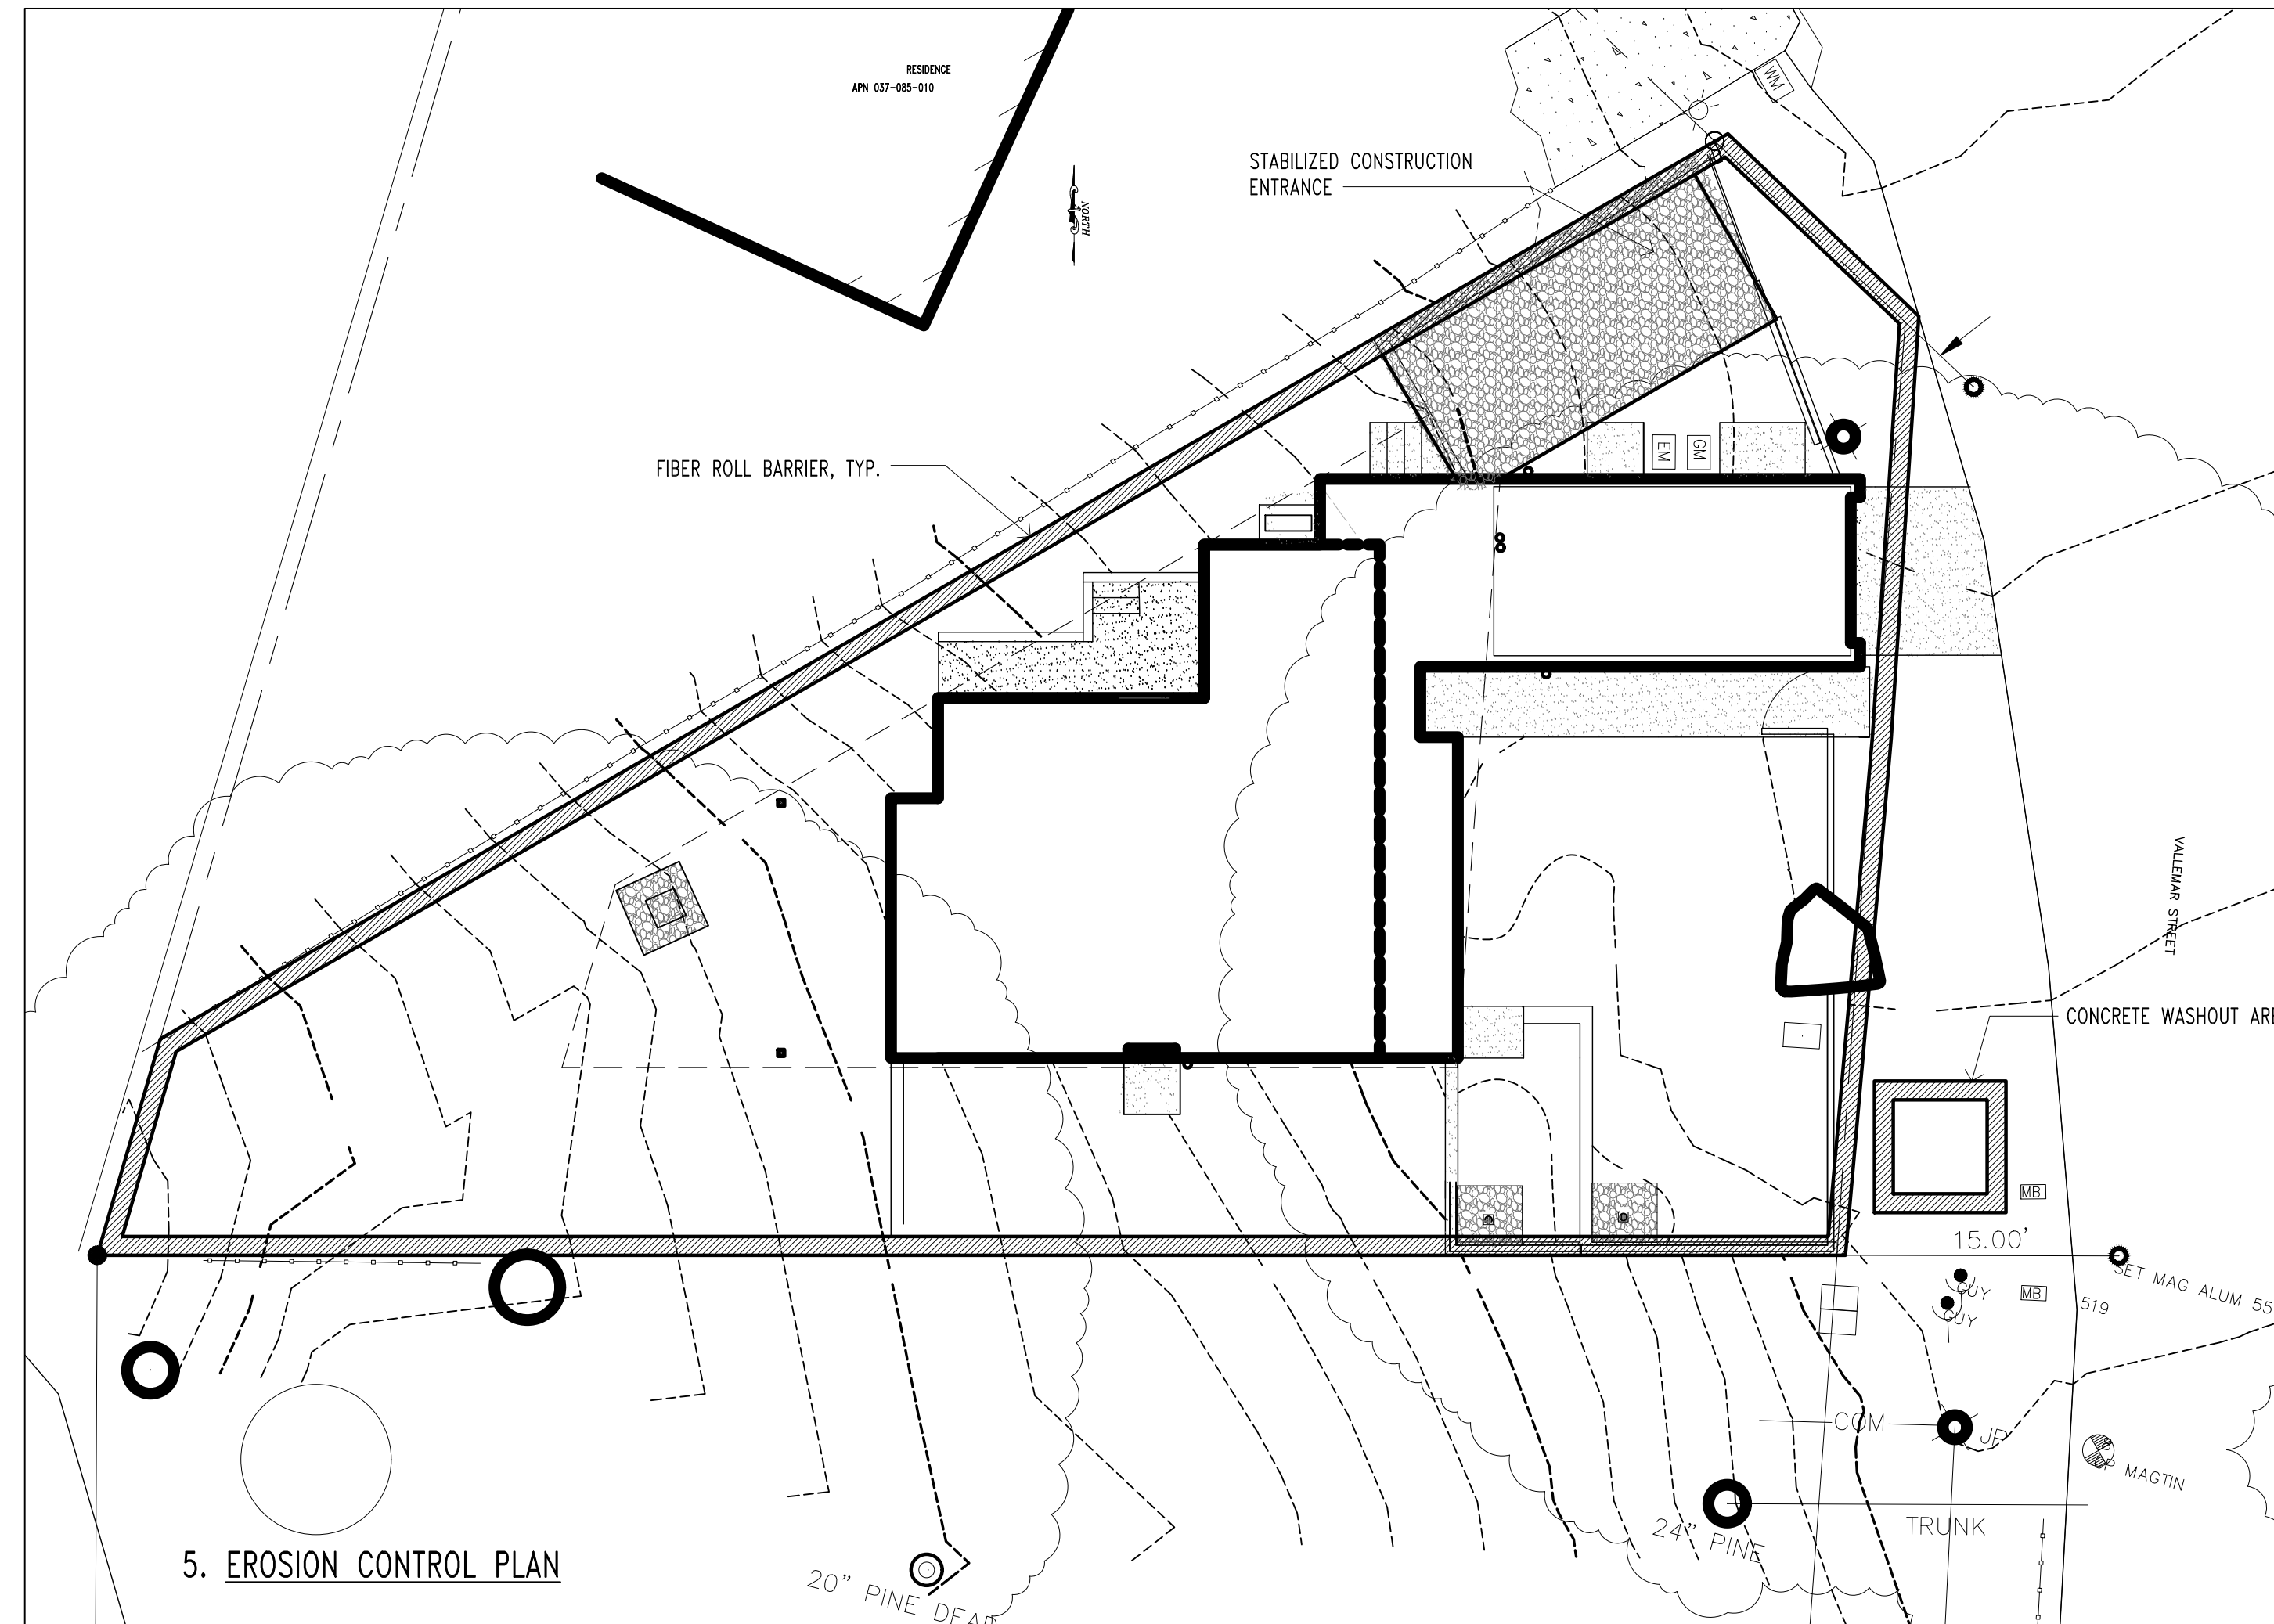 RESIDENCE
APN 037-085-010
WM
STABILIZED CONSTRUCTION
ENTRANCE
NORTH
EM
GM
FIBER ROLL BARRIER, TYP.
VALLEMAR STREET
CONCRETE WASHOUT ARE
MB
15.00'
SET MAG ALUM 55
GUY
MB
519
GUY
COM
JP
CP MAGTIN
TRUNK
24" PINE
5. EROSION CONTROL PLAN
20" PINE DEAD